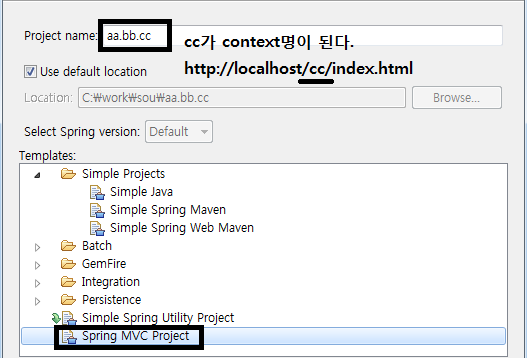 Project name: aa.bb.cc
cc가 context명이 된다.
Use default location
http://localhost/cc/index.html
Location: C:₩work₩sou₩aa.bb.cc Browse...
Select Spring version: Default
Templates:
Simple Projects
Simple Java
Simple Spring Maven
Simple Spring Web Maven
Batch
GemFire
Integration
Persistence
Simple Spring Utility Project
Spring MVC Project